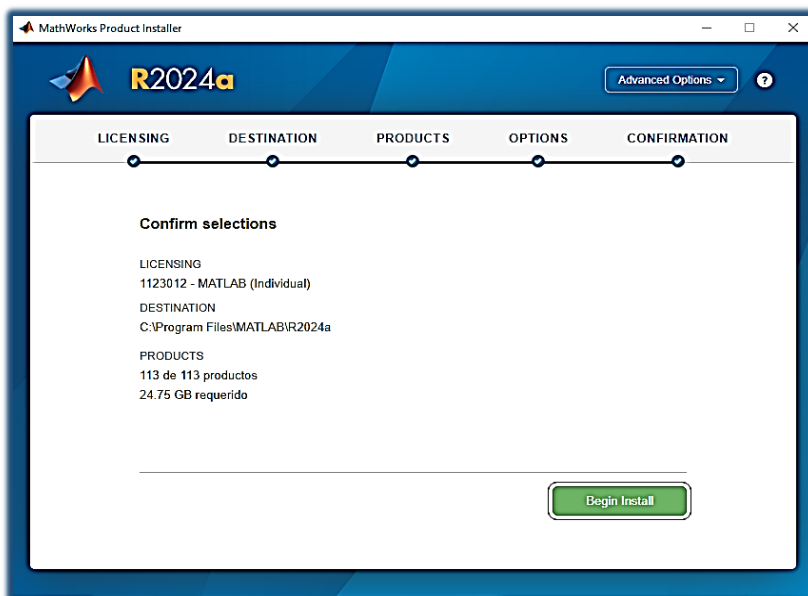 MathWorks Product Installer
R2024a
Advanced Options
?
LICENSING DESTINATION PRODUCTS OPTIONS CONFIRMATION
Confirm selections
LICENSING
1123012 - MATLAB (Individual)
DESTINATION
C:\Program Files\MATLAB\R2024a
PRODUCTS
113 de 113 productos
24.75 GB requerido
Begin Install